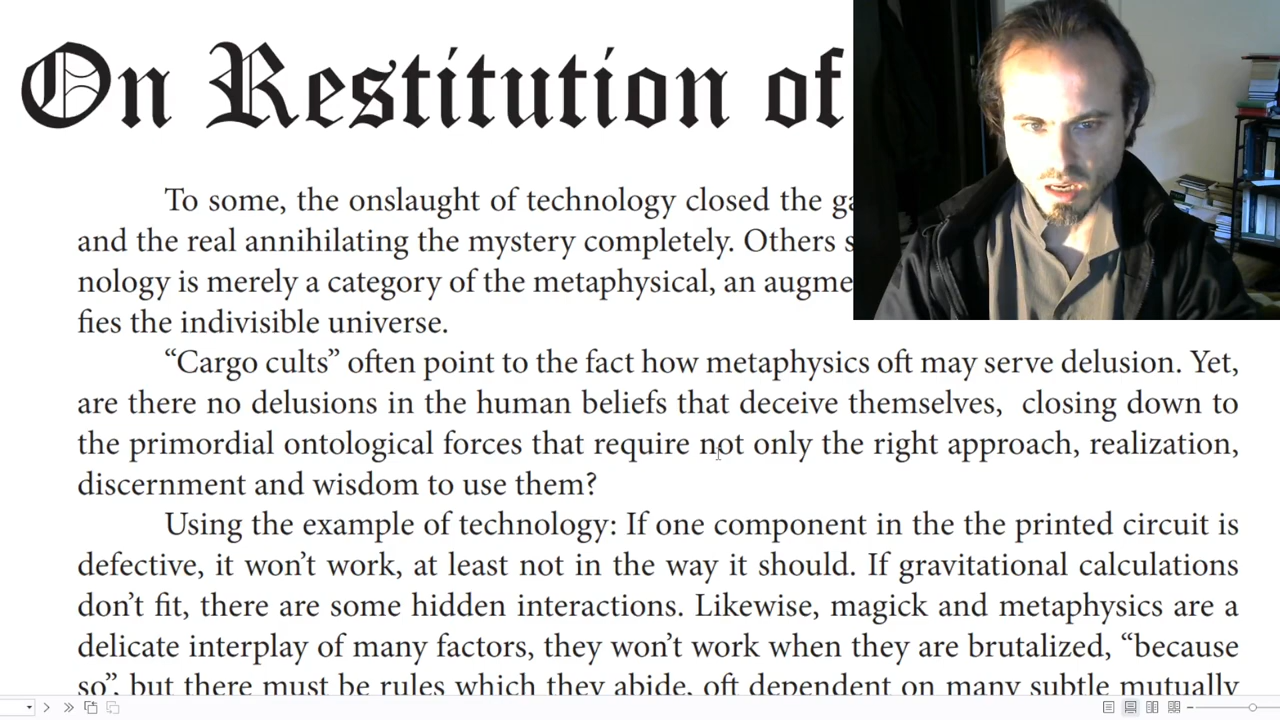 On Restitution of
To some, the onslaught of technology closed the
and the real annihilating the mystery completely. Others
nology is merely a category of the metaphysical, an
fies the indivisible universe.
“Cargo cults” often point to the fact how metaphysics oft may serve delusion. Yet,
are there no delusions in the human beliefs that deceive themselves, closing down to
the primordial ontological forces that require not only the right approach, realization,
discernment and wisdom to use them?
Using the example of technology: If one component in the the printed circuit is
defective, it won’t work, at least not in the way it should. If gravitational calculations
don’t fit, there are some hidden interactions. Likewise, magick and metaphysics are a
delicate interplay of many factors, they won’t work when they are brutalized, “because
so”, but there must be rules which they abide, oft dependent on many subtle mutually